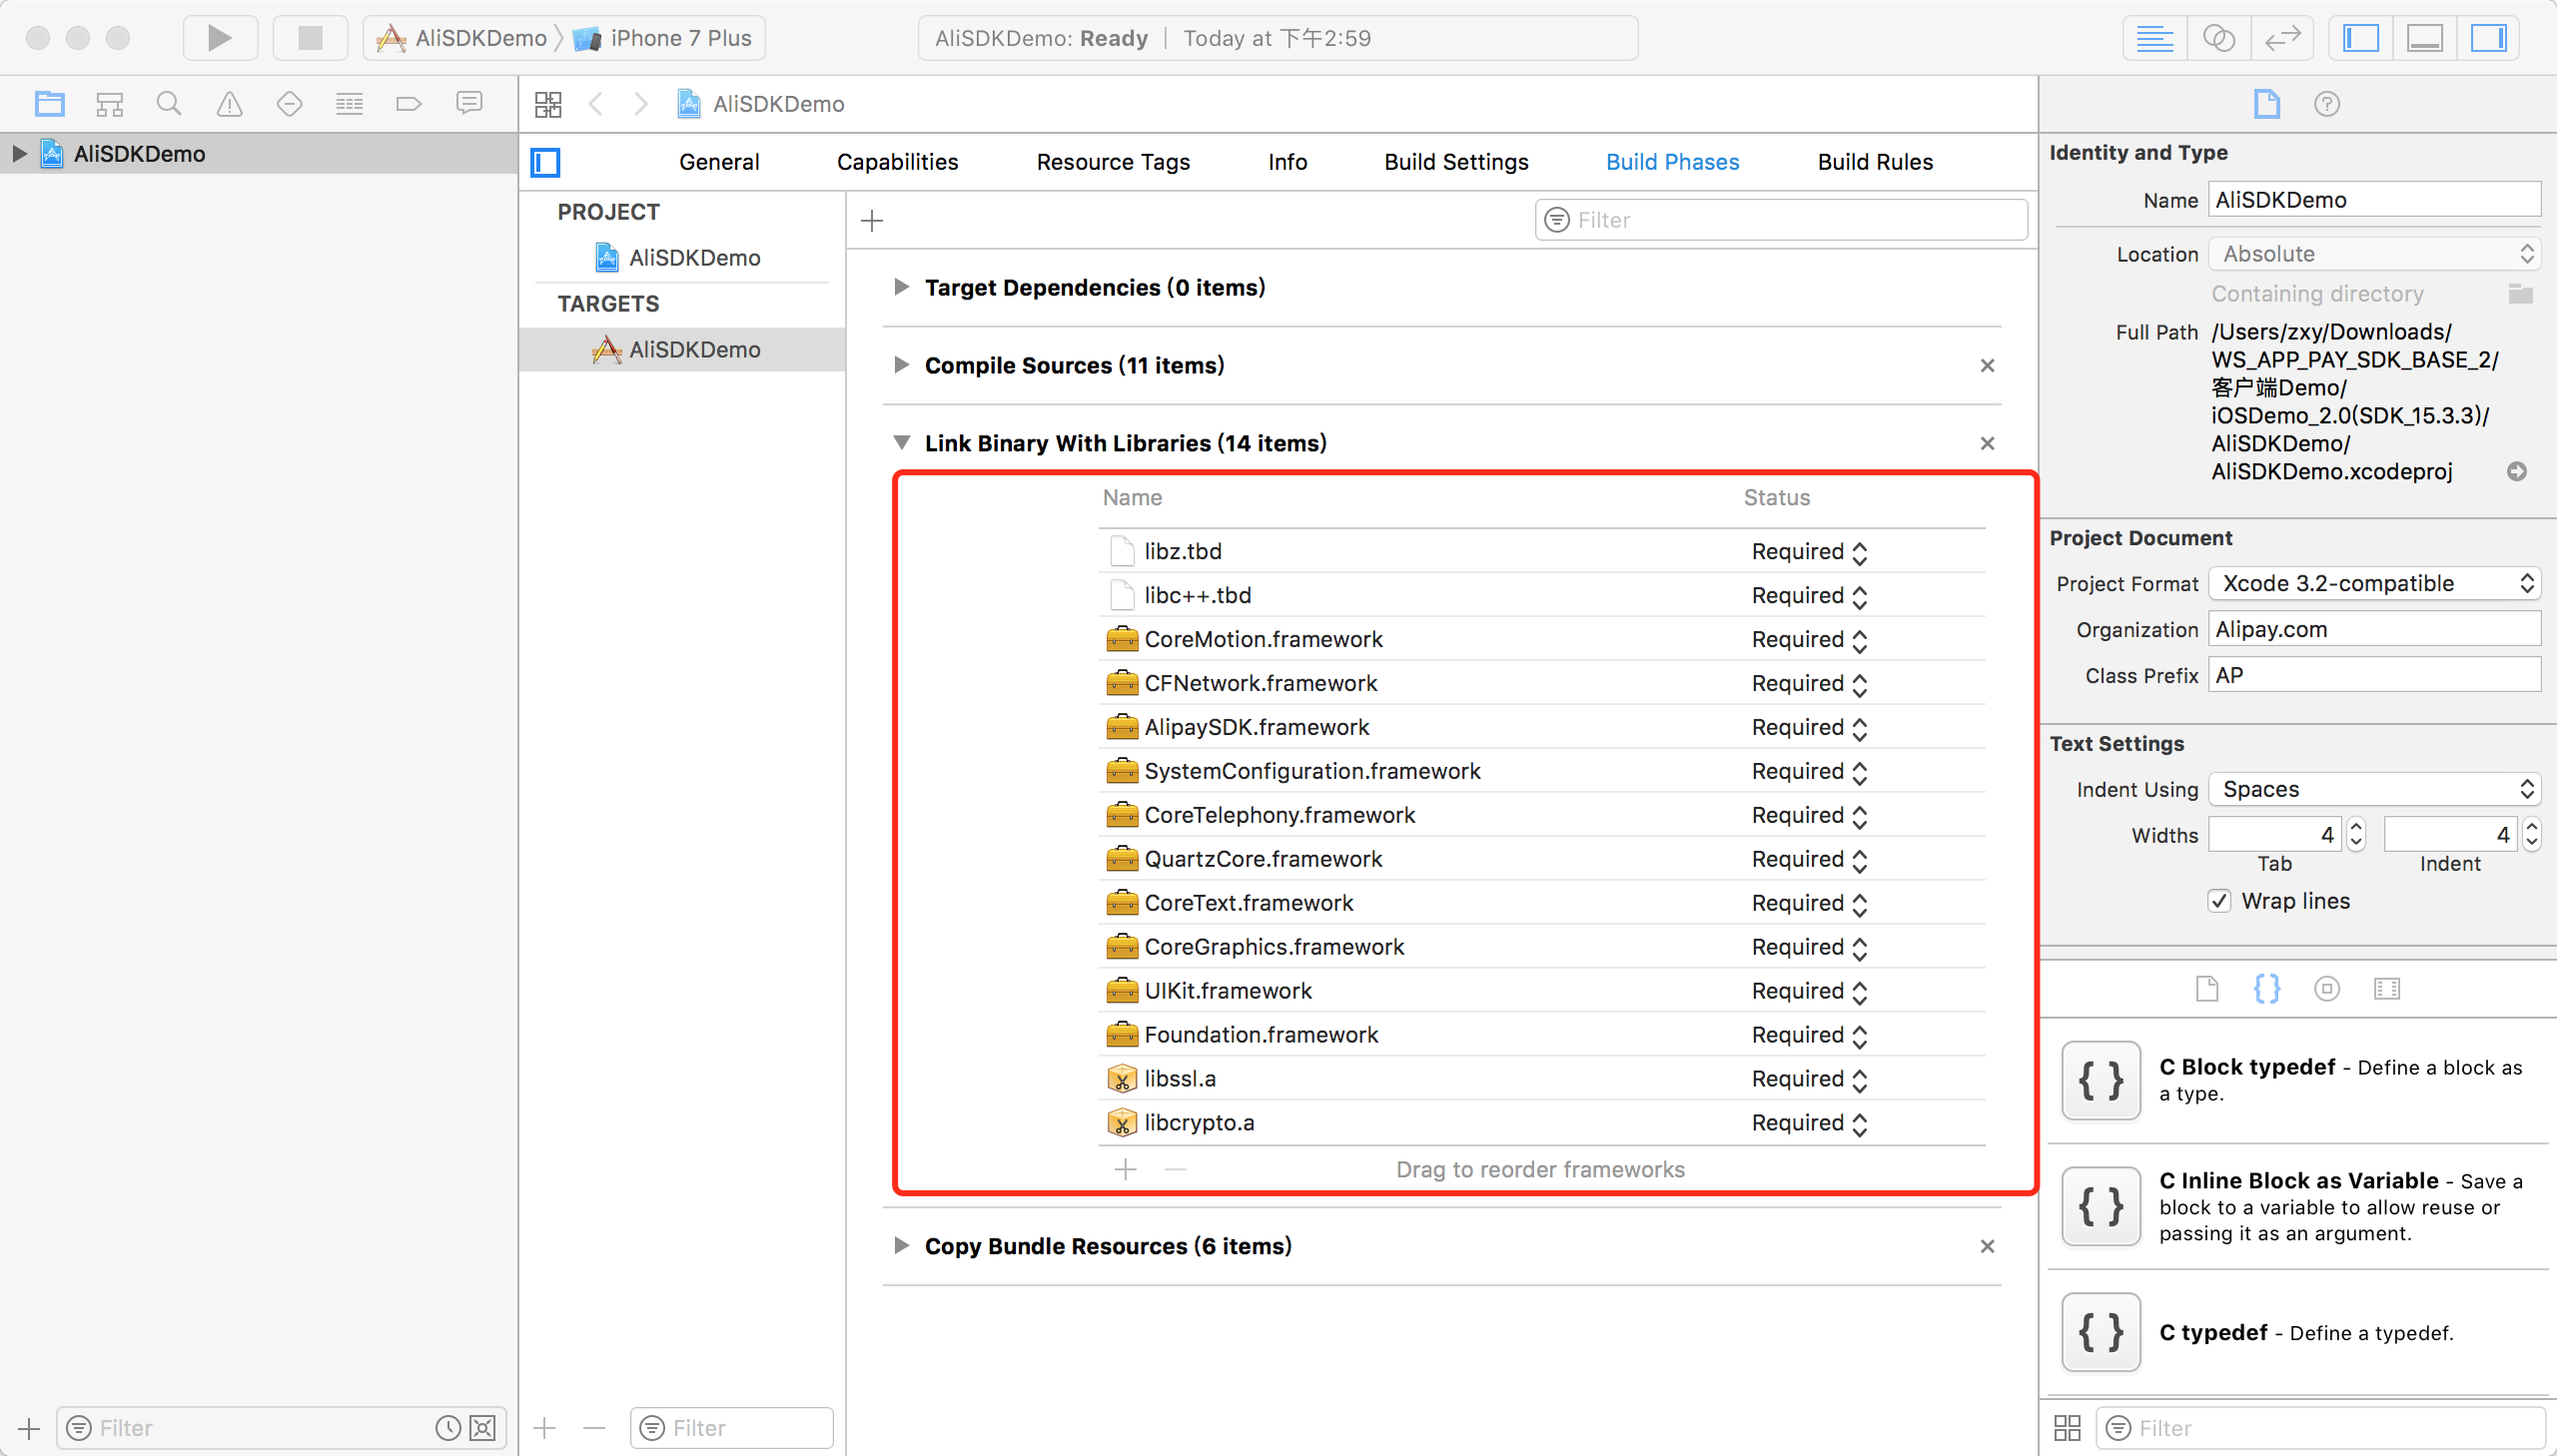 AliSDKDemo
iPhone 7 Plus
AliSDKDemo: Ready | Today at 下午2:59
AliSDKDemo
AliSDKDemo
General
Capabilities
Resource Tags
Info
Build Settings
Build Phases
Build Rules
PROJECT
AliSDKDemo
TARGETS
AliSDKDemo
Filter
Target Dependencies (0 items)
Compile Sources (11 items)
Link Binary With Libraries (14 items)
Name Status
libz.tbd Required
libc++.tbd Required
CoreMotion.framework Required
CFNetwork.framework Required
AlipaySDK.framework Required
SystemConfiguration.framework Required
CoreTelephony.framework Required
QuartzCore.framework Required
CoreText.framework Required
CoreGraphics.framework Required
UIKit.framework Required
Foundation.framework Required
libssl.a Required
libcrypto.a Required
Drag to reorder frameworks
Copy Bundle Resources (6 items)
Identity and Type
Name AliSDKDemo
Location Absolute
Containing directory
Full Path /Users/zxy/Downloads/
WS_APP_PAY_SDK_BASE_2/
客户端Demo/
iOSDemo_2.0(SDK_15.3.3)/
AliSDKDemo/
AliSDKDemo.xcodeproj
Project Document
Project Format Xcode 3.2-compatible
Organization Alipay.com
Class Prefix AP
Text Settings
Indent Using Spaces
Widths 4 4
Tab Indent
Wrap lines
{ }
{ } C Block typedef - Define a block as
a type.
{ } C Inline Block as Variable - Save a
block to a variable to allow reuse or
passing it as an argument.
{ } C typedef - Define a typedef.
Filter
Filter
Filter